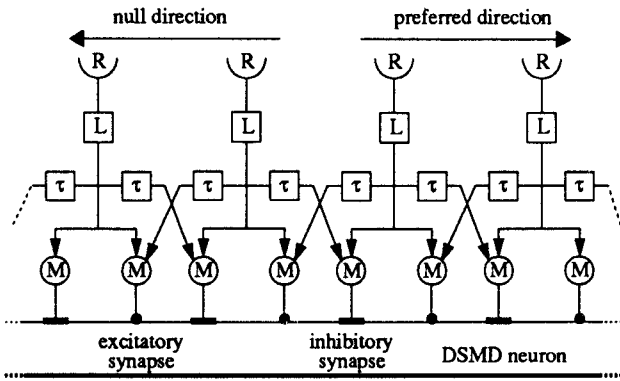 null direction preferred direction
R R R R
L L L L
τ τ τ τ τ τ τ τ
M M M M M M M M
excitatory inhibitory DSMD neuron
synapse synapse